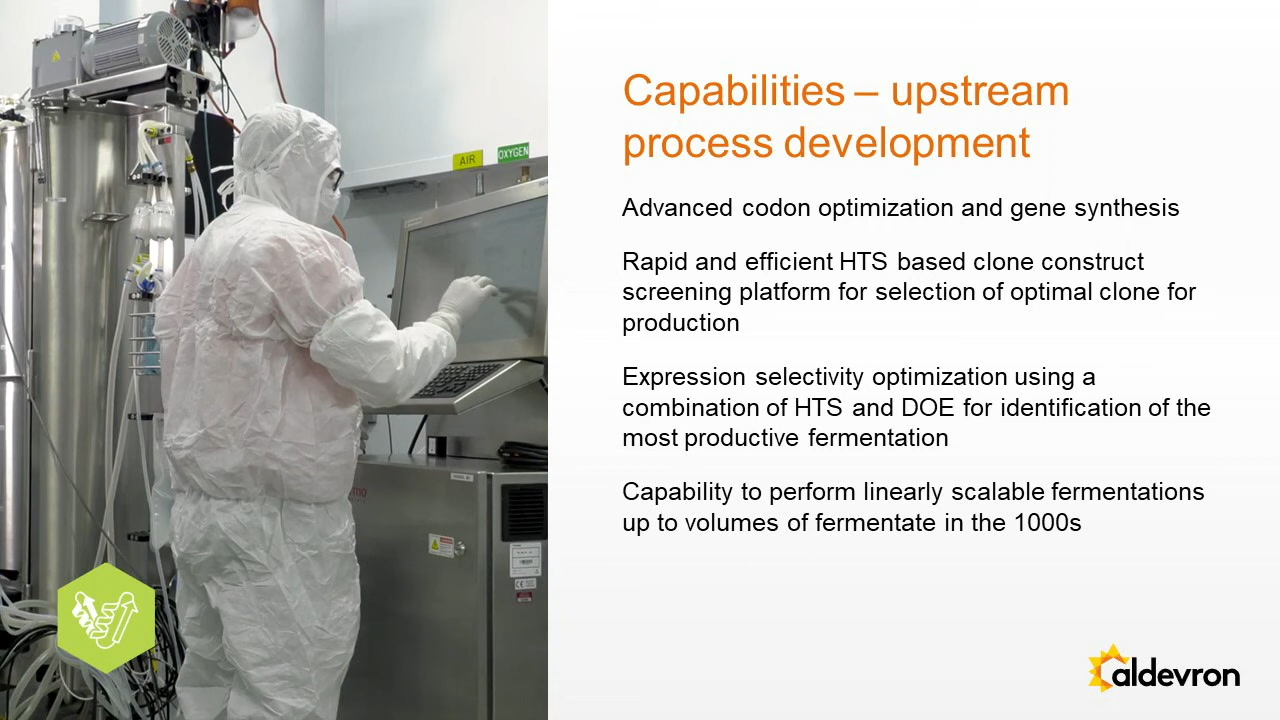 Capabilities – upstream
process development
Advanced codon optimization and gene synthesis
Rapid and efficient HTS based clone construct
screening platform for selection of optimal clone for
production
Expression selectivity optimization using a
combination of HTS and DOE for identification of the
most productive fermentation
Capability to perform linearly scalable fermentations
up to volumes of fermentate in the 1000s
AIR
OXYGEN
aldevron